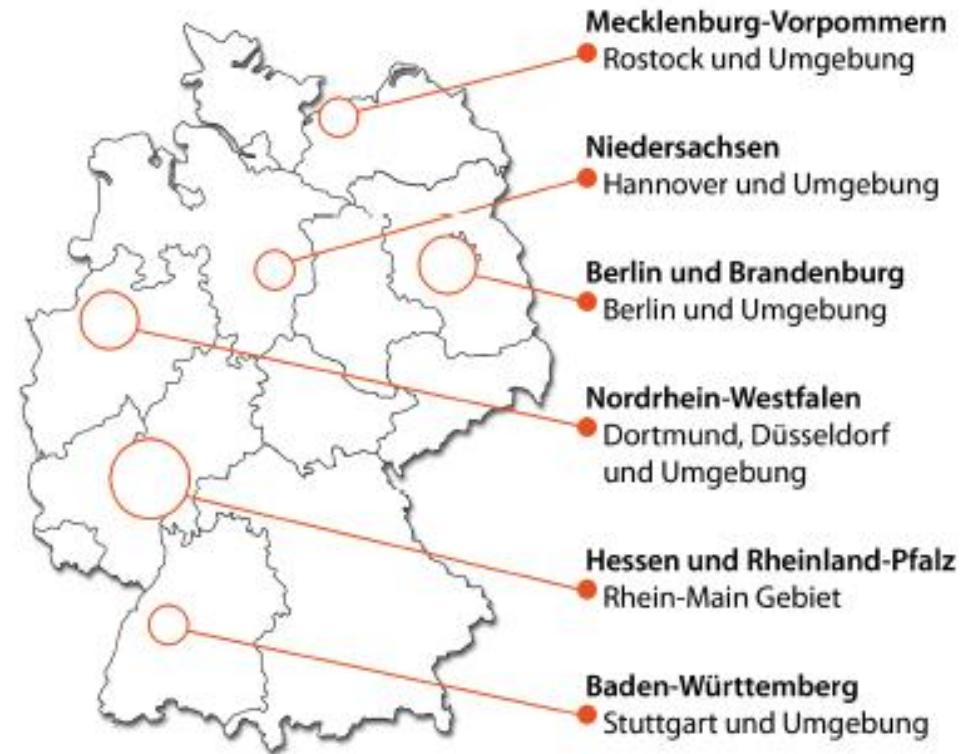 Mecklenburg-Vorpommern
Rostock und Umgebung
Niedersachsen
Hannover und Umgebung
Berlin und Brandenburg
Berlin und Umgebung
Nordrhein-Westfalen
Dortmund, Düsseldorf
und Umgebung
Hessen und Rheinland-Pfalz
Rhein-Main Gebiet
Baden-Württemberg
Stuttgart und Umgebung